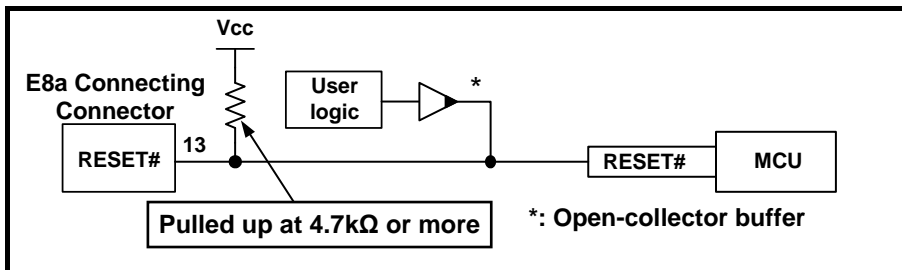 Vcc
E8a Connecting
Connector
User
logic
*
RESET#
13
RESET#
MCU
Pulled up at 4.7kΩ or more
*: Open-collector buffer